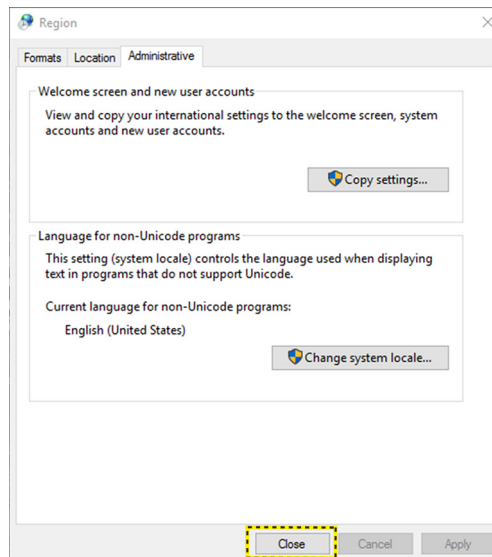 Region
Formats
Location
Administrative
Welcome screen and new user accounts
View and copy your international settings to the welcome screen, system
accounts and new user accounts.
Copy settings...
Language for non-Unicode programs
This setting (system locale) controls the language used when displaying
text in programs that do not support Unicode.
Current language for non-Unicode programs:
English (United States)
Change system locale...
Close
Cancel
Apply